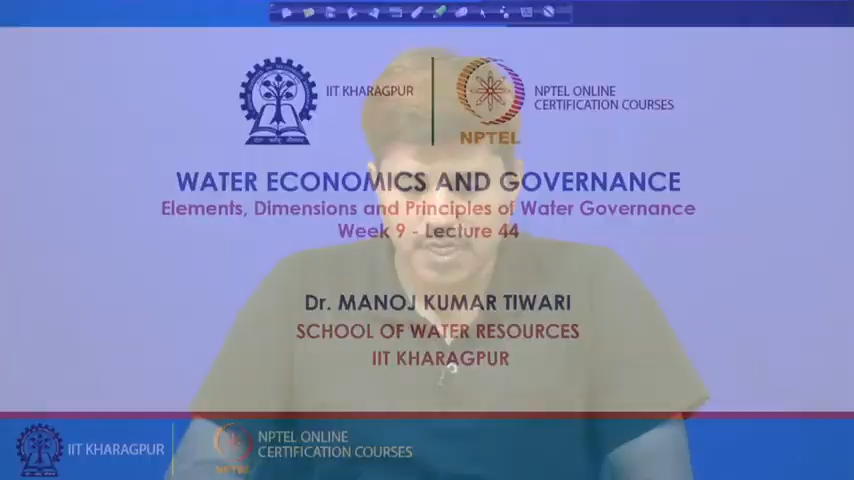 IIT KHARAGPUR
NPTEL ONLINE
CERTIFICATION COURSES
NPTEL
WATER ECONOMICS AND GOVERNANCE
Elements, Dimensions and Principles of Water Governance
Week 9 - Lecture 44
Dr. MANOJ KUMAR TIWARI
SCHOOL OF WATER RESOURCES
IIT KHARAGPUR
IIT KHARAGPUR
NPTEL ONLINE
CERTIFICATION COURSES
NPTEL